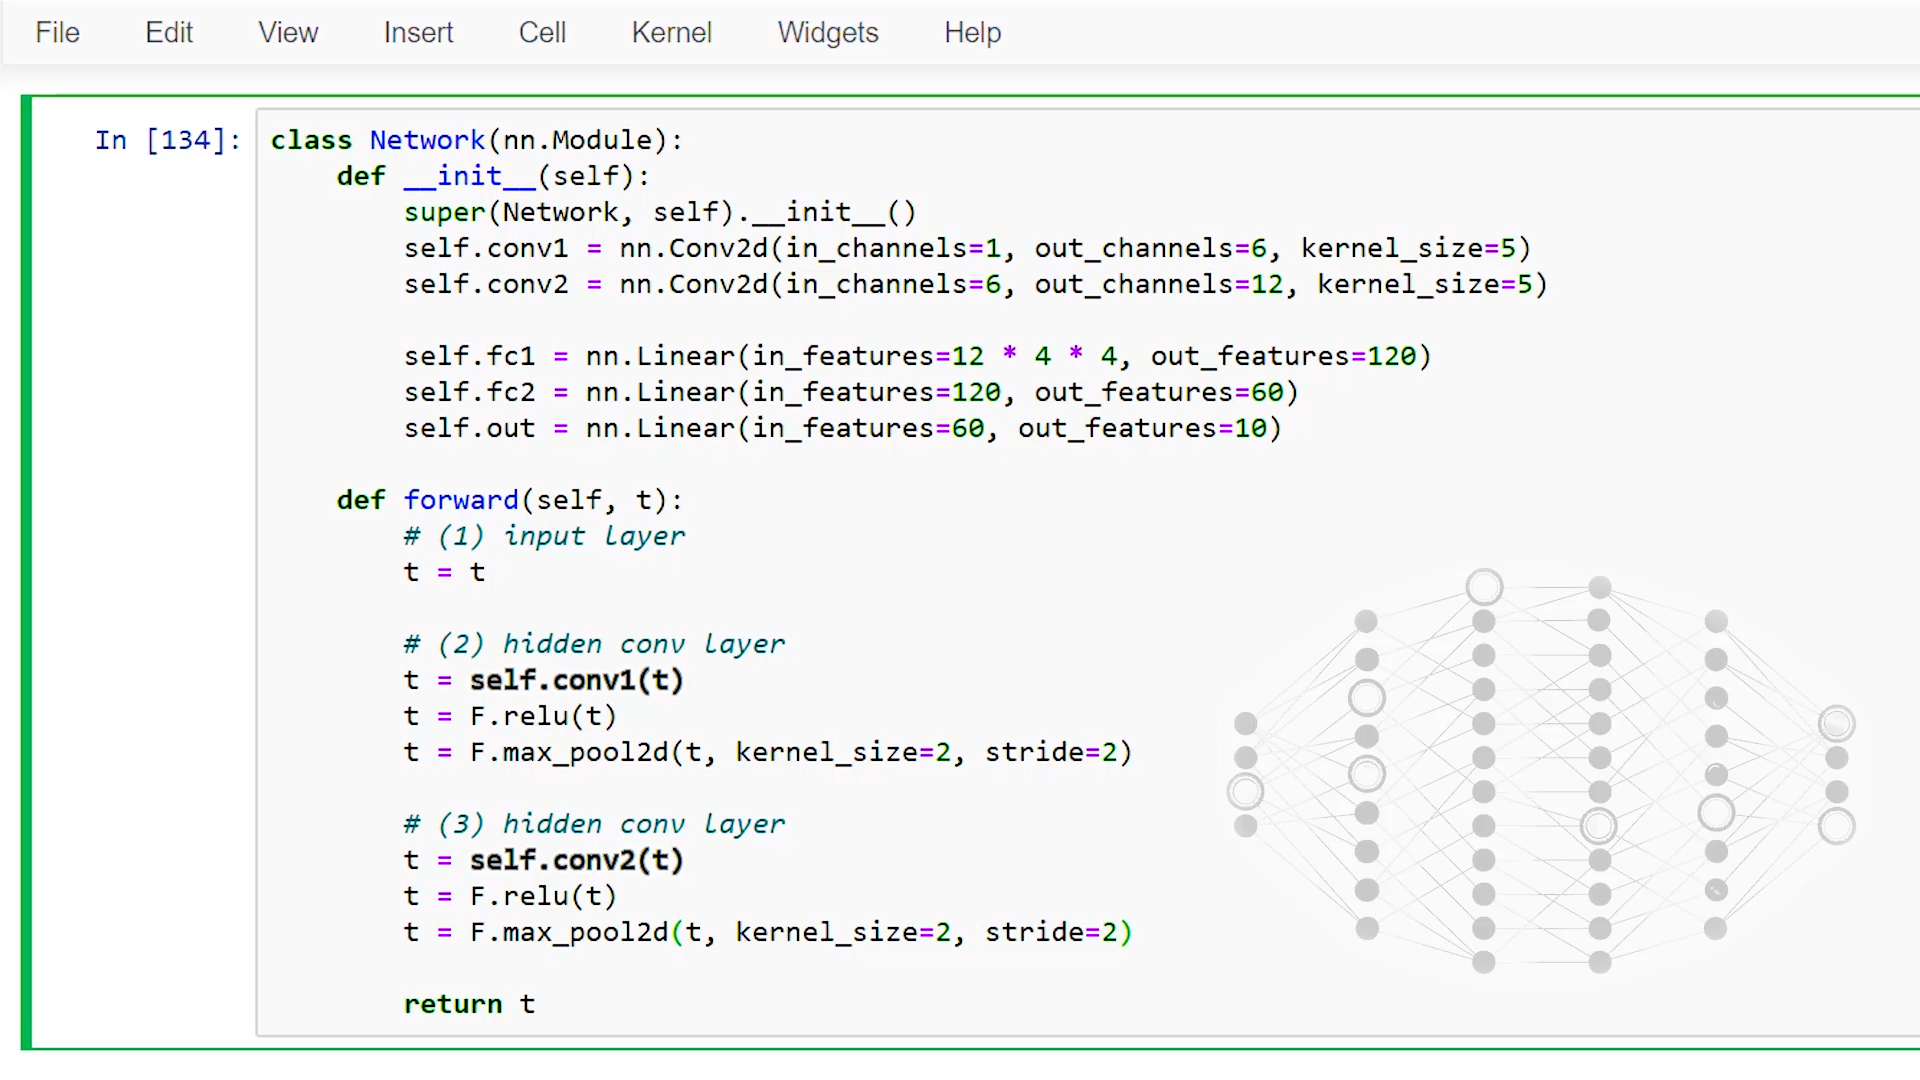 File Edit View Insert Cell Kernel Widgets Help
In [134]: class Network(nn.Module):
    def __init__(self):
        super(Network, self).__init__()
        self.conv1 = nn.Conv2d(in_channels=1, out_channels=6, kernel_size=5)
        self.conv2 = nn.Conv2d(in_channels=6, out_channels=12, kernel_size=5)
        self.fc1 = nn.Linear(in_features=12 * 4 * 4, out_features=120)
        self.fc2 = nn.Linear(in_features=120, out_features=60)
        self.out = nn.Linear(in_features=60, out_features=10)
    def forward(self, t):
        # (1) input layer
        t = t
        # (2) hidden conv layer
        t = self.conv1(t)
        t = F.relu(t)
        t = F.max_pool2d(t, kernel_size=2, stride=2)
        # (3) hidden conv layer
        t = self.conv2(t)
        t = F.relu(t)
        t = F.max_pool2d(t, kernel_size=2, stride=2)
        return t